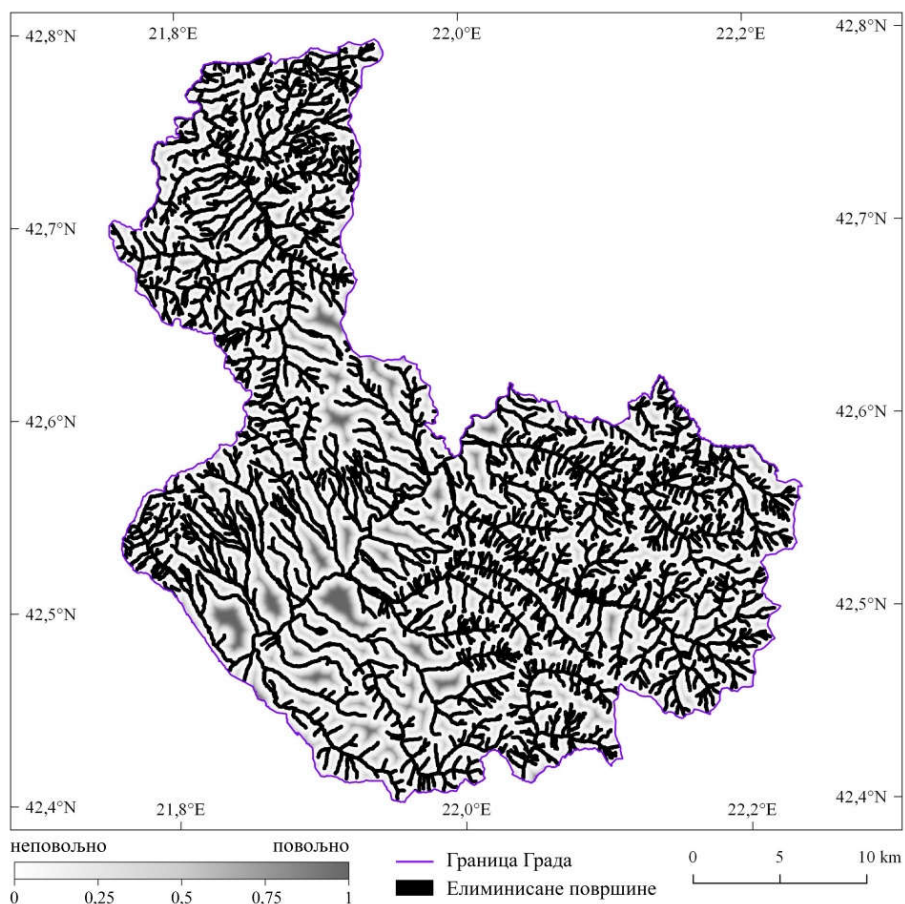 21,8°E 22,0°E 22,2°E
42,8°N 42,8°N
42,7°N 42,7°N
42,6°N 42,6°N
42,5°N 42,5°N
42,4°N 42,4°N
21,8°E 22,0°E 22,2°E
неповољно повољно
0 0,25 0,5 0,75 1
Граница Града
Елиминисане површине
0 5 10 km